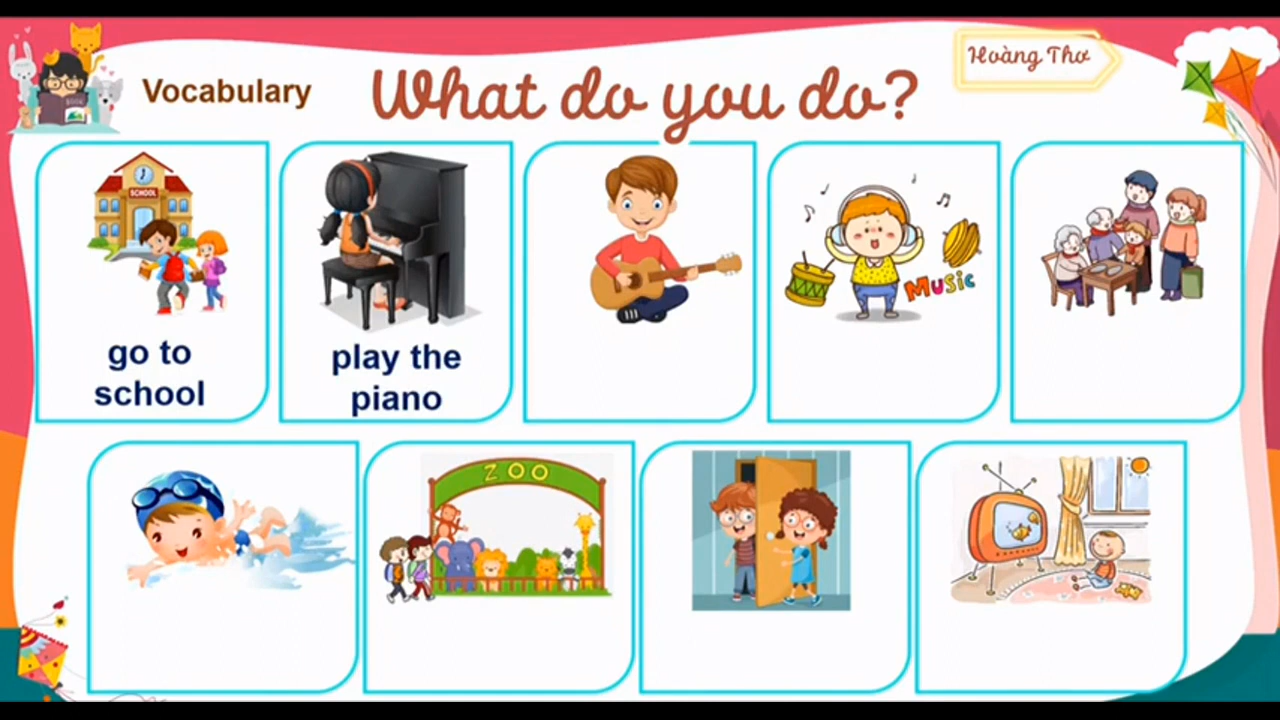 Hoàng Thơ
Vocabulary
What do you do?
SCHOOL
go to
school
play the
piano
Music
ZOO